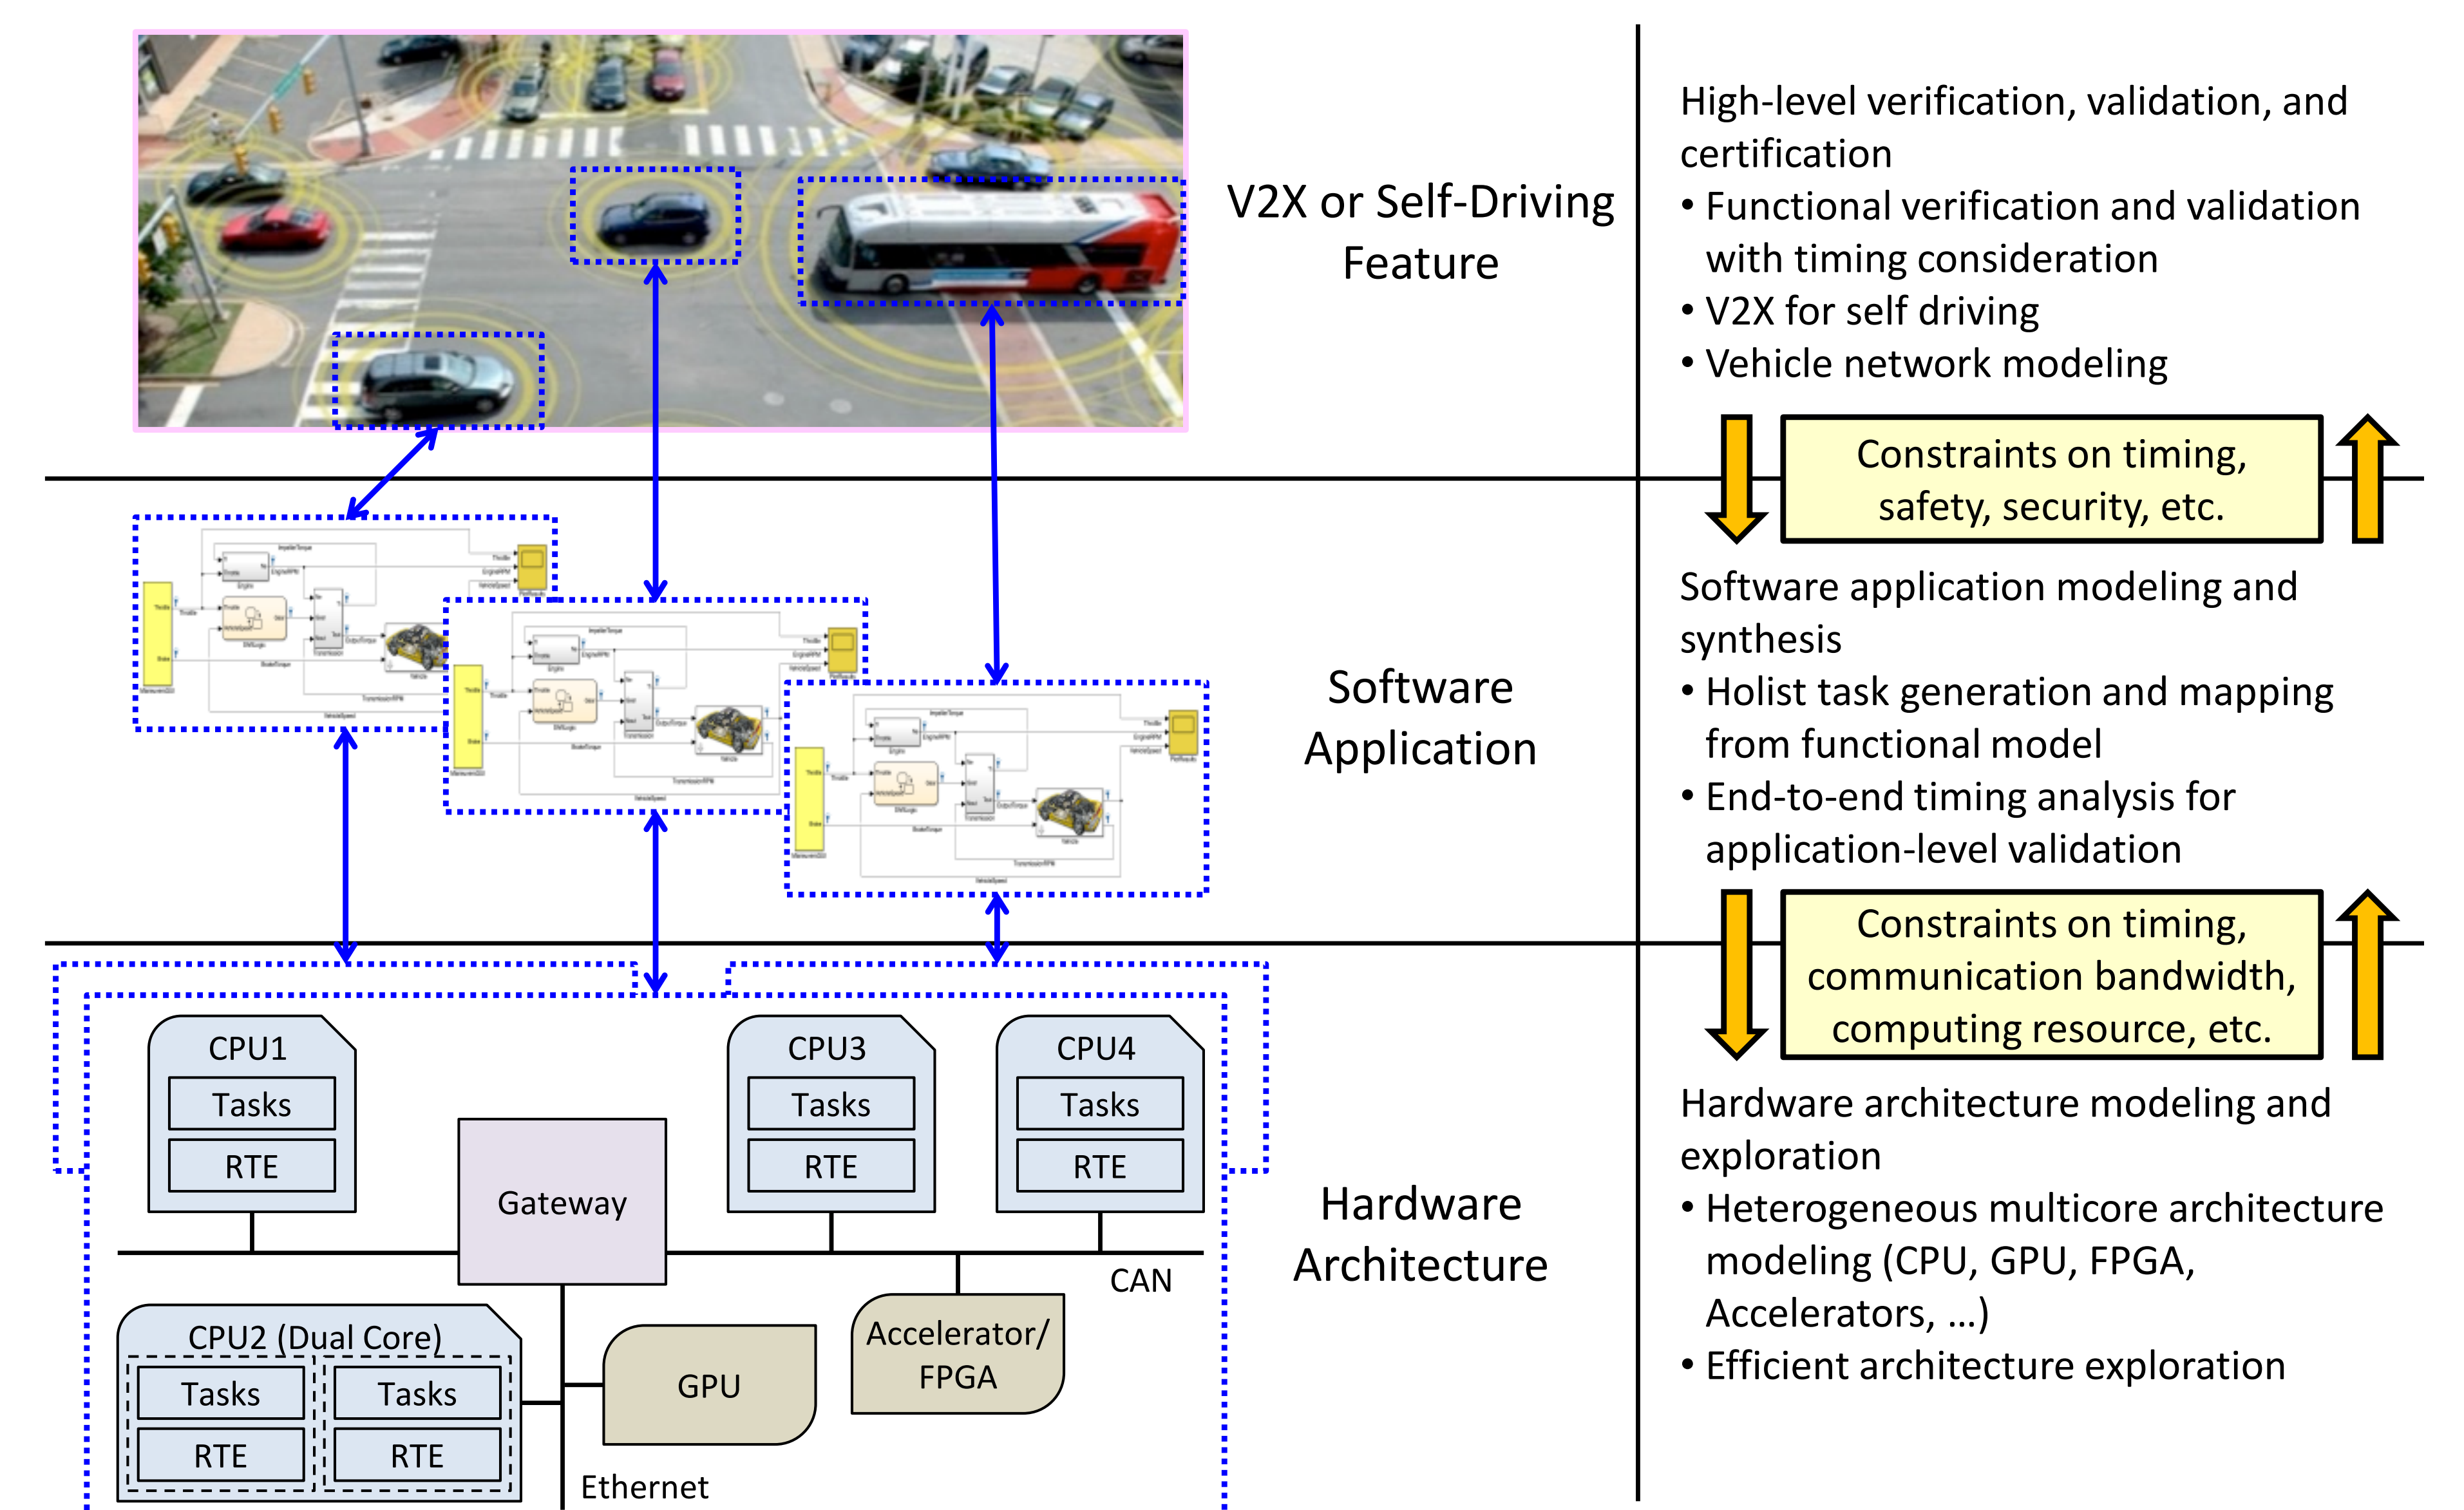 V2X or Self-Driving
Feature
High-level verification, validation, and
certification
• Functional verification and validation
with timing consideration
• V2X for self driving
• Vehicle network modeling
Constraints on timing,
safety, security, etc.
Software
Application
Software application modeling and
synthesis
• Holist task generation and mapping
from functional model
• End-to-end timing analysis for
application-level validation
Constraints on timing,
communication bandwidth,
computing resource, etc.
CPU1
Tasks
RTE
Gateway
CPU3
Tasks
RTE
CPU4
Tasks
RTE
CAN
CPU2 (Dual Core)
Tasks
RTE
Tasks
RTE
GPU
Accelerator/
FPGA
Ethernet
Hardware
Architecture
Hardware architecture modeling and
exploration
• Heterogeneous multicore architecture
modeling (CPU, GPU, FPGA,
Accelerators, ...)
• Efficient architecture exploration